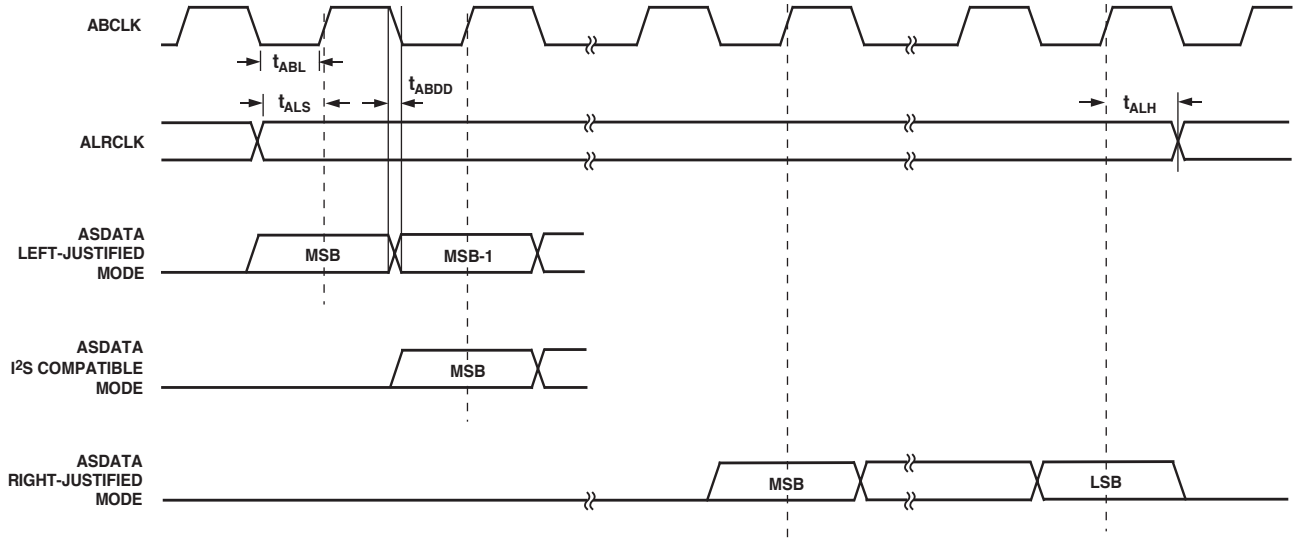 ABCLK
tABL
tABDD
tALS
tALH
ALRCLK
ASDATA
LEFT-JUSTIFIED
MODE
MSB
MSB-1
ASDATA
I²S COMPATIBLE
MODE
MSB
ASDATA
RIGHT-JUSTIFIED
MODE
MSB
LSB